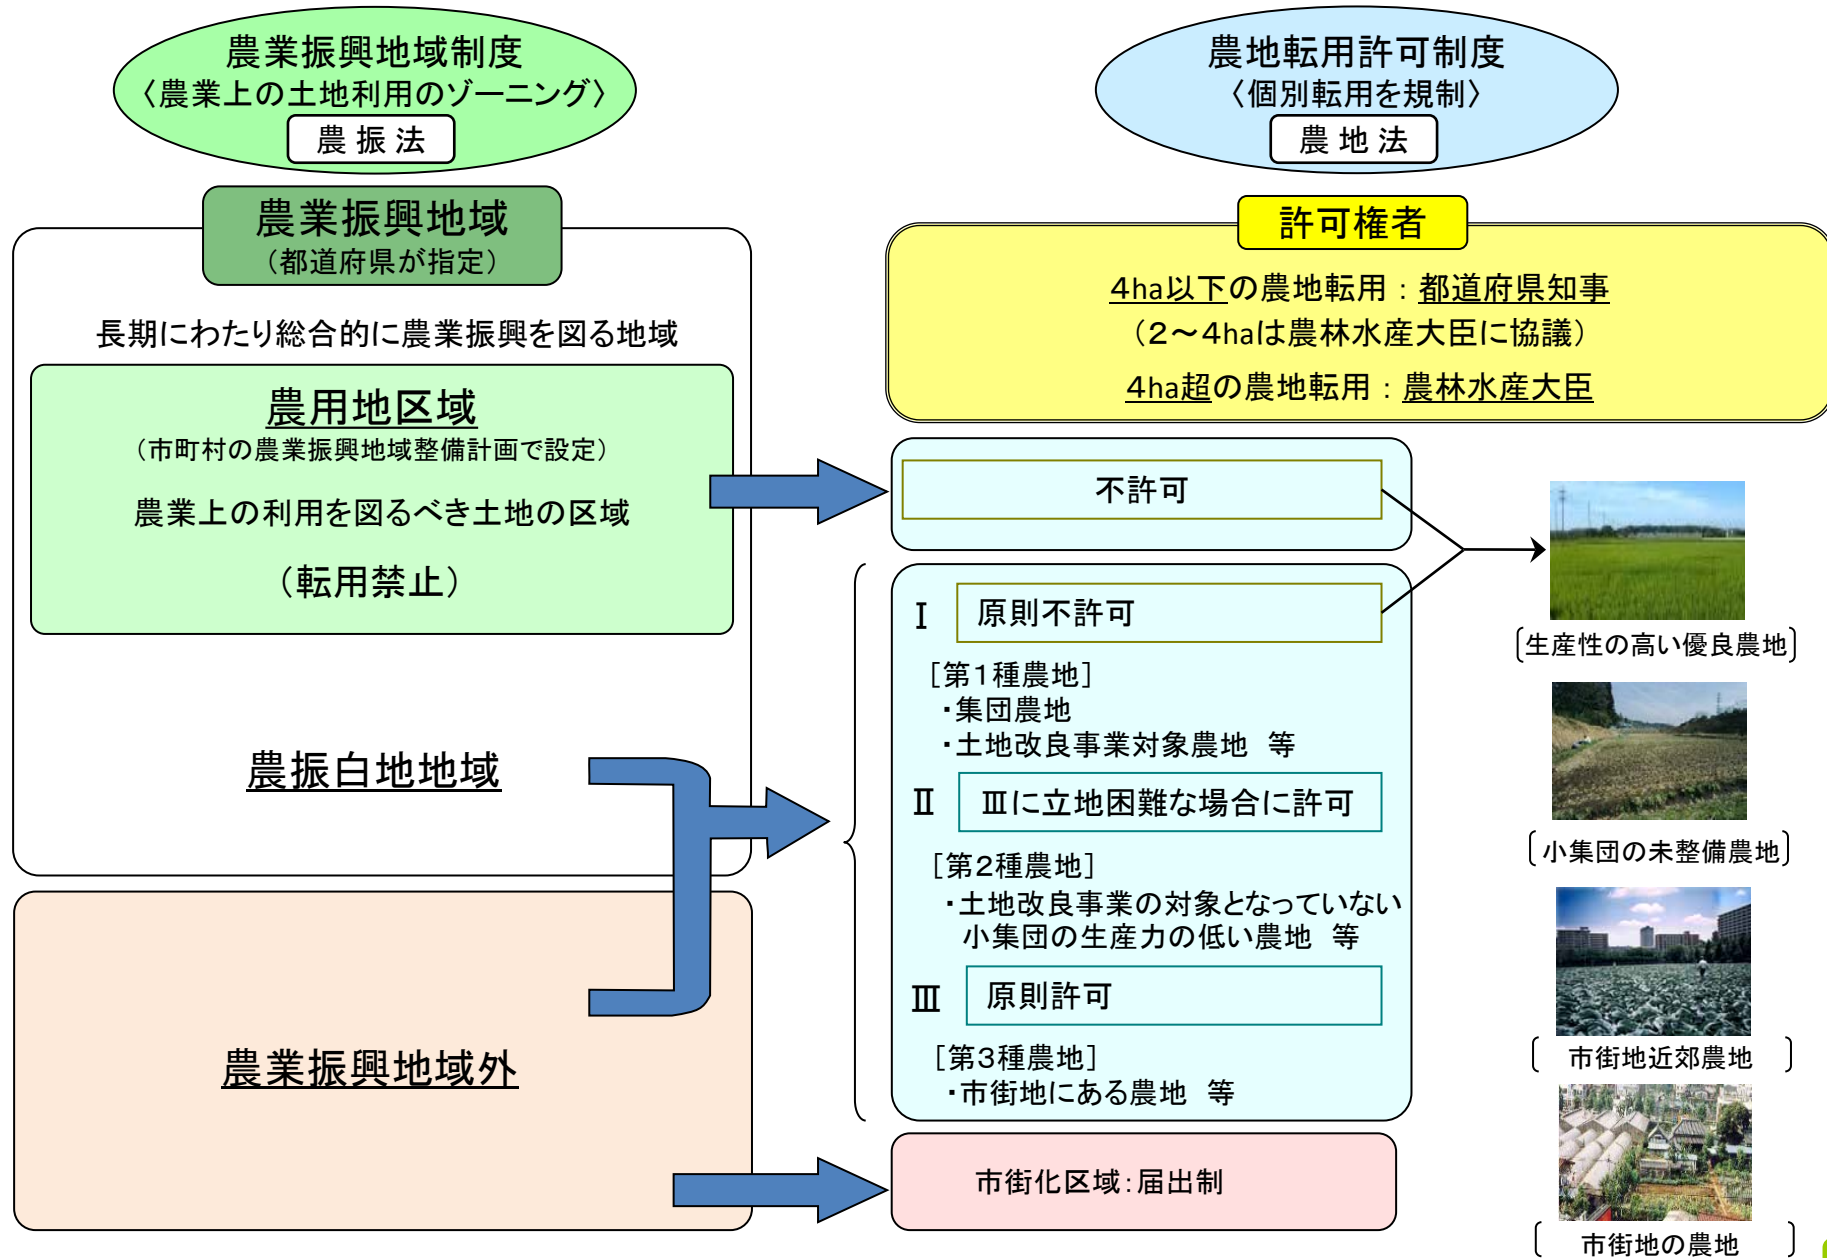 農業振興地域制度
〈農業上の土地利用のゾーニング〉
農 振 法
農業振興地域
（都道府県が指定）
長期にわたり総合的に農業振興を図る地域
農用地区域
（市町村の農業振興地域整備計画で設定）
農業上の利用を図るべき土地の区域
（転用禁止）
農振白地地域
農業振興地域外
農地転用許可制度
〈個別転用を規制〉
農 地 法
許可権者
4ha以下の農地転用：都道府県知事
（２～4haは農林水産大臣に協議）
4ha超の農地転用：農林水産大臣
不許可
Ⅰ 原則不許可
［第１種農地］
・集団農地
・土地改良事業対象農地　等
Ⅱ Ⅲに立地困難な場合に許可
［第２種農地］
・土地改良事業の対象となっていない
小集団の生産力の低い農地　等
Ⅲ 原則許可
［第３種農地］
・市街地にある農地　等
市街化区域：届出制
〔生産性の高い優良農地〕
〔小集団の未整備農地〕
〔 市街地近郊農地 〕
〔 市街地の農地 〕